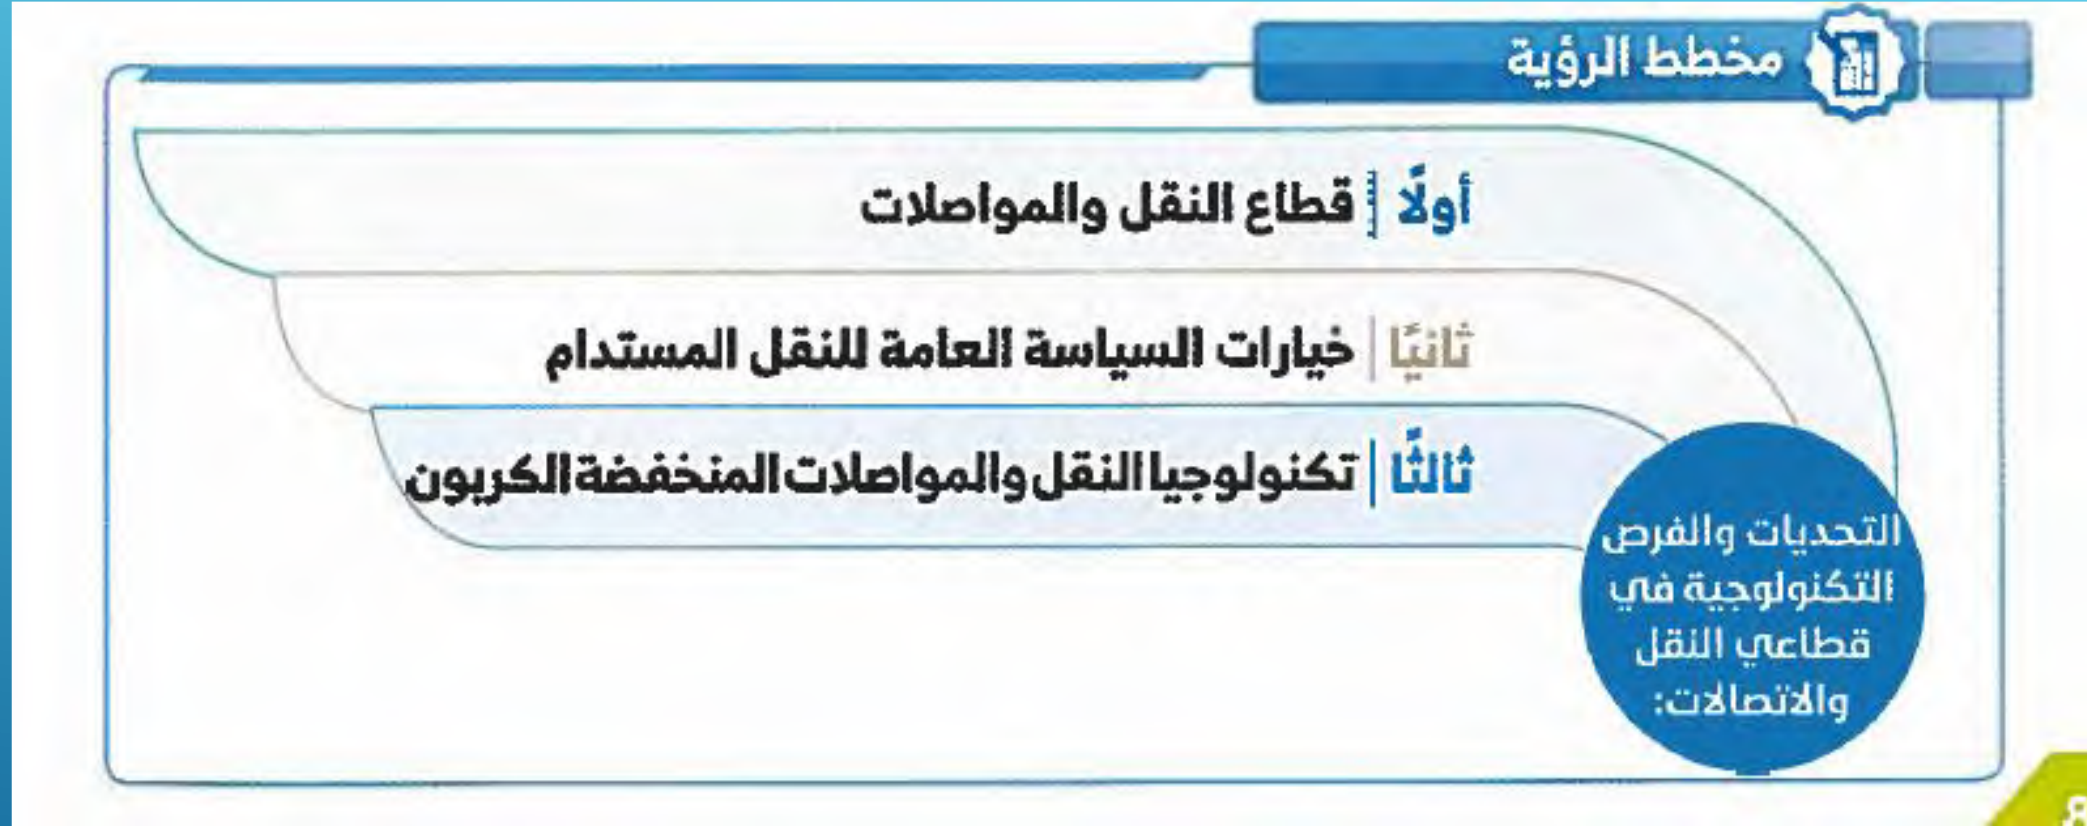 مخطط الرؤية
أولًا | قطاع النقل والمواصلات
ثانيًا | خيارات السياسة العامة للنقل المستدام
ثالثًا | تكنولوجيا النقل والمواصلات المنخفضة الكربون
التحديات والفرص
التكنولوجية في
قطاعي النقل
والاتصالات: